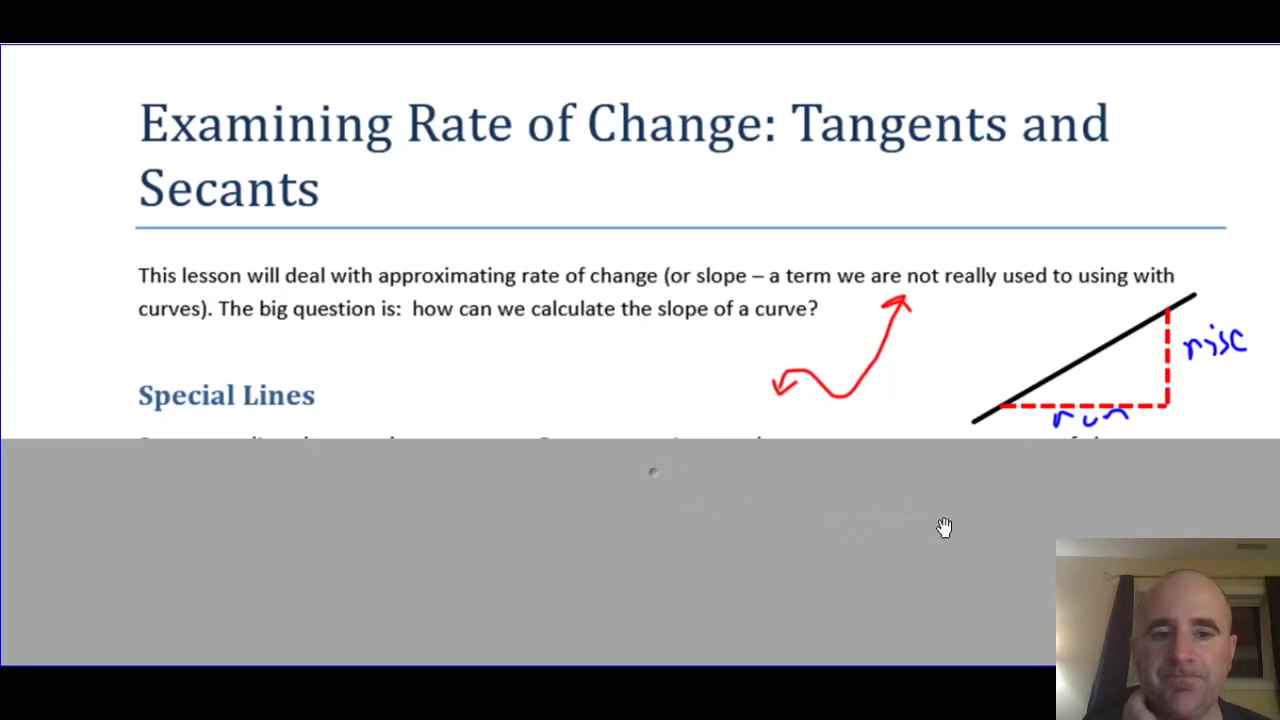 Examining Rate of Change: Tangents and
Secants
This lesson will deal with approximating rate of change (or slope – a term we are not really used to using with
curves). The big question is:  how can we calculate the slope of a curve?
rise
run
Special Lines